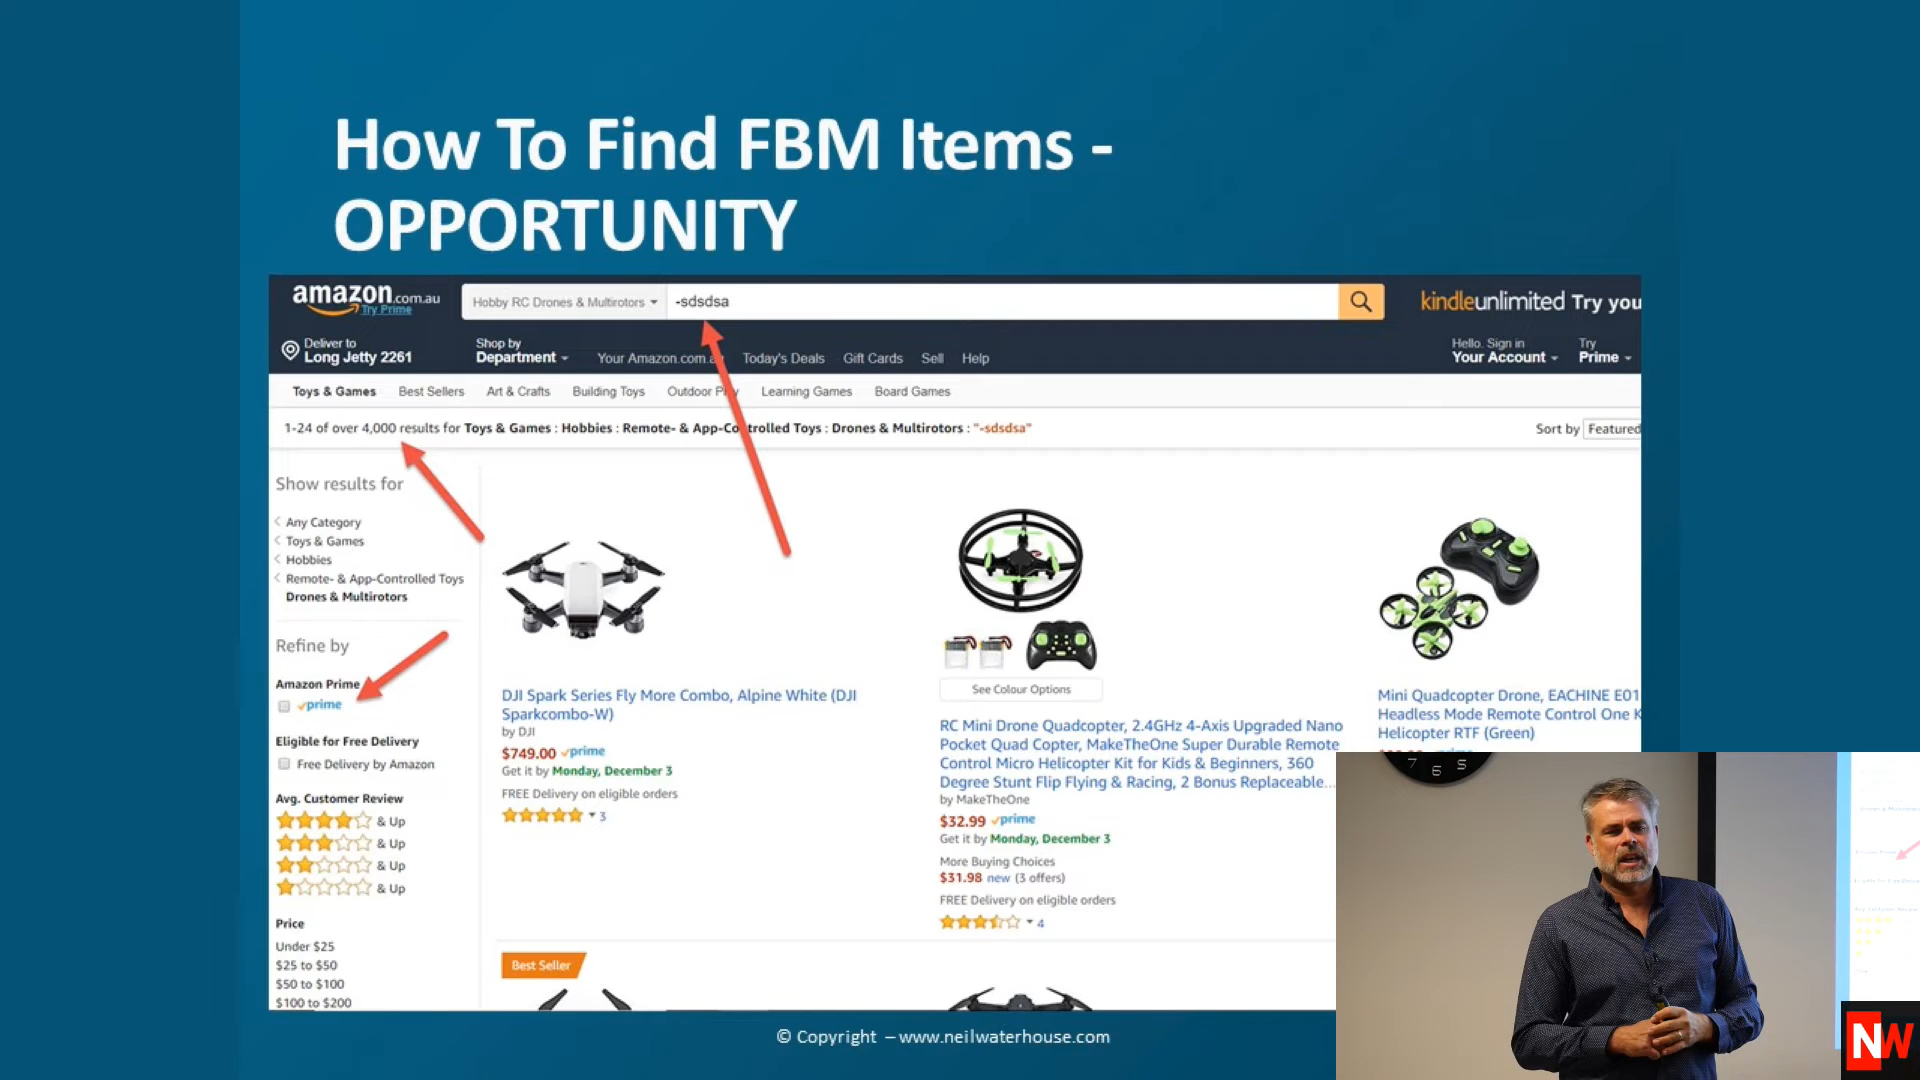 How To Find FBM Items -
OPPORTUNITY
amazon.com.au
Try Prime
Hobby RC Drones & Multirotors
-sdsdsa
kindleunlimited Try you
Deliver to
Long Jetty 2261
Shop by
Department
Your Amazon.com.a
Today's Deals
Gift Cards
Sell
Help
Hello. Sign in
Your Account
Try
Prime
Toys & Games
Best Sellers
Art & Crafts
Building Toys
Outdoor
Learning Games
Board Games
1-24 of over 4,000 results for Toys & Games : Hobbies : Remote- & App-Controlled Toys : Drones & Multirotors : "-sdsdsa"
Sort by Featured
Show results for
Any Category
Toys & Games
Hobbies
Remote- & App-Controlled Toys
Drones & Multirotors
Refine by
Amazon Prime
prime
Eligible for Free Delivery
Free Delivery by Amazon
Avg. Customer Review
& Up
& Up
& Up
& Up
Price
Under $25
$25 to $50
$50 to $100
$100 to $200
DJI Spark Series Fly More Combo, Alpine White (DJI
Sparkcombo-W)
by DJI
$749.00 prime
Get it by Monday, December 3
FREE Delivery on eligible orders
3
Best Seller
See Colour Options
RC Mini Drone Quadcopter, 2.4GHz 4-Axis Upgraded Nano
Pocket Quad Copter, MakeTheOne Super Durable Remote
Control Micro Helicopter Kit for Kids & Beginners, 360
Degree Stunt Flip Flying & Racing, 2 Bonus Replaceable...
by MakeTheOne
$32.99 prime
Get it by Monday, December 3
More Buying Choices
$31.98 new (3 offers)
FREE Delivery on eligible orders
4
Mini Quadcopter Drone, EACHINE E01
Headless Mode Remote Control One K
Helicopter RTF (Green)
7 6 5
© Copyright – www.neilwaterhouse.com
NW